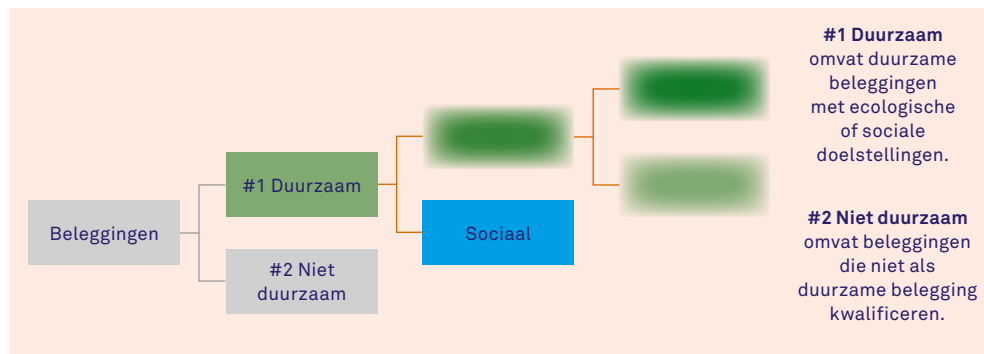 Beleggingen
#1 Duurzaam
#2 Niet
duurzaam
Sociaal
#1 Duurzaam
omvat duurzame
beleggingen
met ecologische
of sociale
doelstellingen.
#2 Niet duurzaam
omvat beleggingen
die niet als
duurzame belegging
kwalificeren.